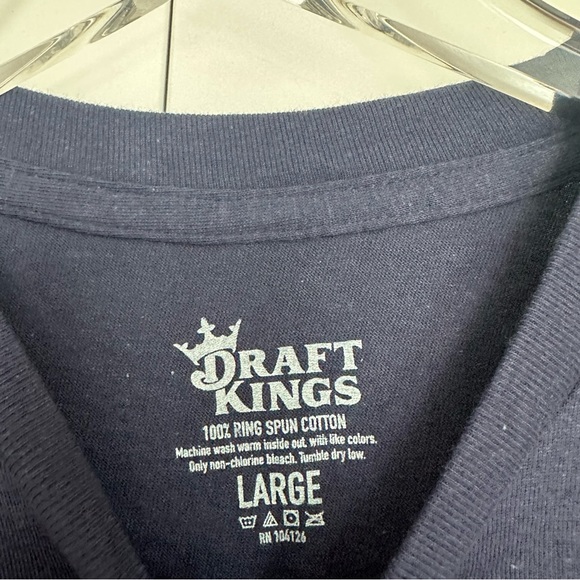 DRAFT
KINGS
100% RING SPUN COTTON
Machine wash warm inside out, with like colors.
Only non-chlorine bleach. Tumble dry low.
LARGE
RN 104126